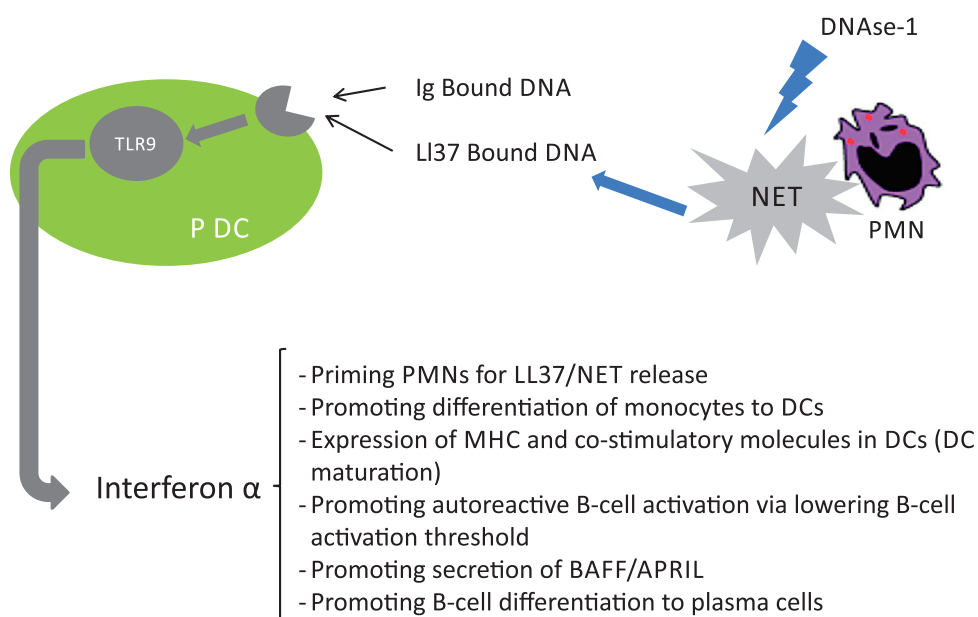 DNAse-1
Ig Bound DNA
TLR9
Ll37 Bound DNA
NET
P DC
PMN
Interferon α
- Priming PMNs for LL37/NET release
- Promoting differentiation of monocytes to DCs
- Expression of MHC and co-stimulatory molecules in DCs (DC
maturation)
- Promoting autoreactive B-cell activation via lowering B-cell
activation threshold
- Promoting secretion of BAFF/APRIL
- Promoting B-cell differentiation to plasma cells